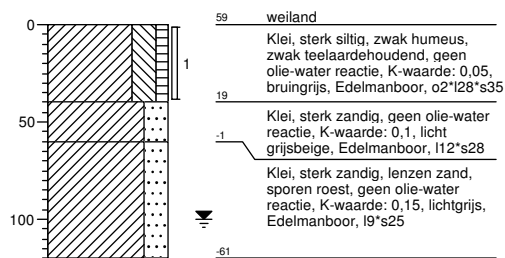 0
50
100
1
59
weiland
Klei, sterk siltig, zwak humeus,
zwak teelaardehoudend, geen
olie-water reactie, K-waarde: 0,05,
bruingrijs, Edelmanboor, o2*l28*s35
19
Klei, sterk zandig, geen olie-water
reactie, K-waarde: 0,1, licht
grijsbeige, Edelmanboor, l12*s28
-1
Klei, sterk zandig, lenzen zand,
sporen roest, geen olie-water
reactie, K-waarde: 0,15, lichtgrijs,
Edelmanboor, l9*s25
-61